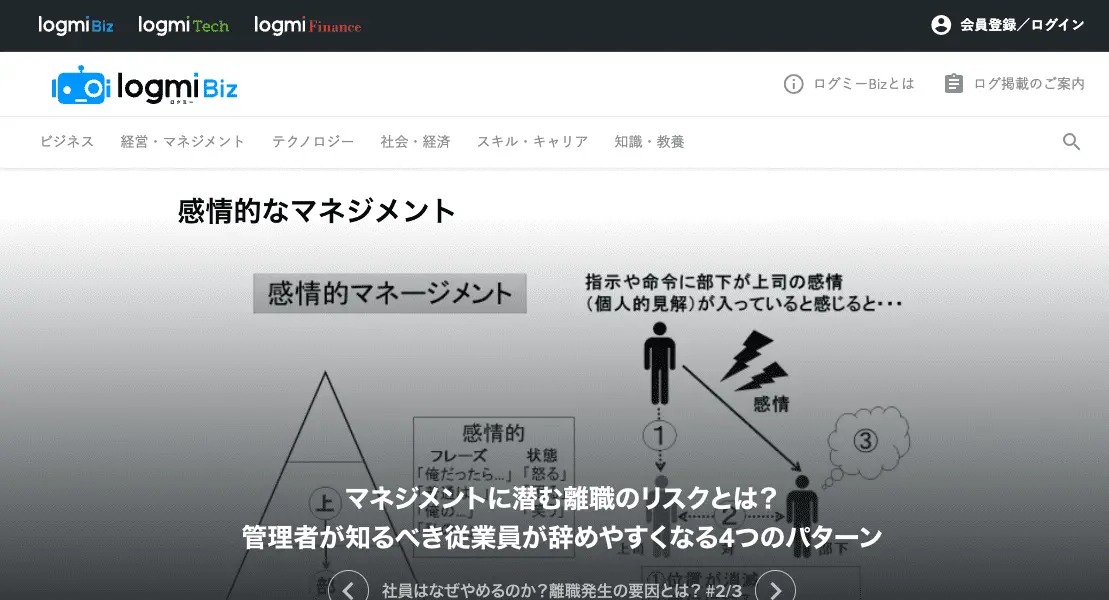 logmi Biz logmi Tech logmi Finance 会員登録／ログイン
logmi Biz ログミーBizとは ログ掲載のご案内
ログミー
ビジネス 経営・マネジメント テクノロジー 社会・経済 スキル・キャリア 知識・教養
感情的なマネジメント
感情的マネージメント
指示や命令に部下が上司の感情
（個人的見解）が入っていると感じると・・・
感情
①
③
感情的
フレーズ 状態
「俺だったら…」「怒る」
上
マネジメントに潜む離職のリスクとは？
管理者が知るべき従業員が辞めやすくなる4つのパターン
②
部下
①位置が消滅
社員はなぜやめるのか？離職発生の要因とは？ #2/3